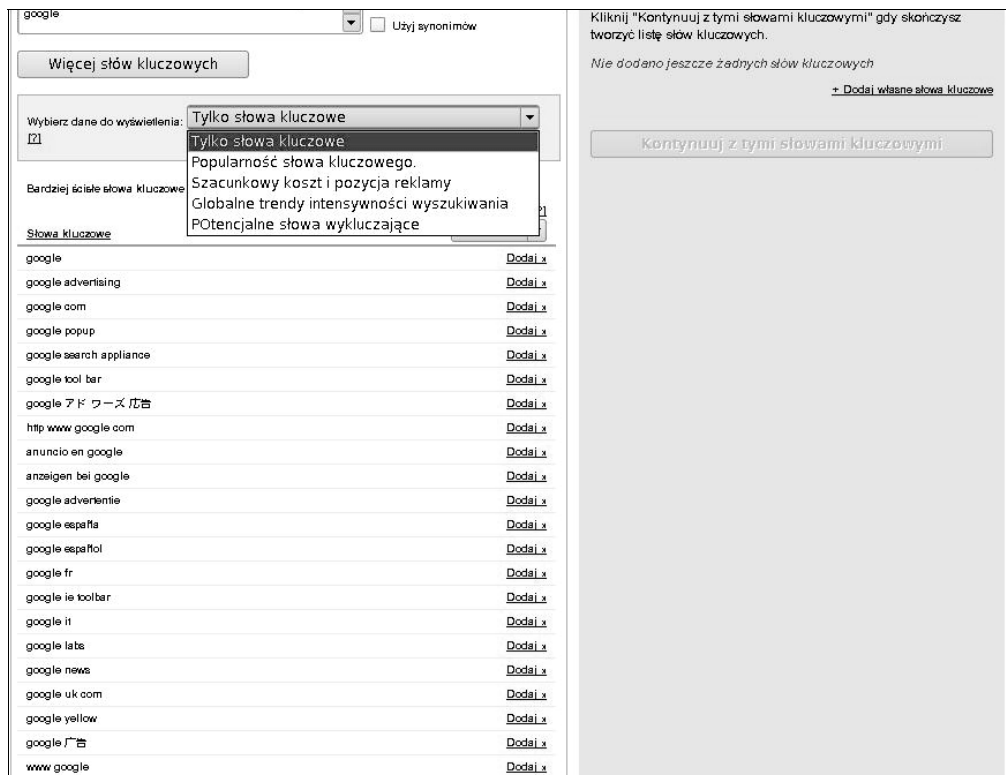 google
Użyj synonimów
Więcej słów kluczowych
Wybierz dane do wyświetlenia: Tylko słowa kluczowe
[?]
Tylko słowa kluczowe
Popularność słowa kluczowego.
Szacunkowy koszt i pozycja reklamy
Globalne trendy intensywności wyszukiwania
POtencjalne słowa wykluczające
Bardziej ścisłe słowa kluczowe
?]
Słowa kluczowe
google Dodaj »
google advertising Dodaj »
google com Dodaj »
google popup Dodaj »
google search appliance Dodaj »
google tool bar Dodaj »
google アド ワーズ 広告 Dodaj »
http www google com Dodaj »
anuncio en google Dodaj »
anzeigen bei google Dodaj »
google advertentie Dodaj »
google españa Dodaj »
google español Dodaj »
google fr Dodaj »
google ie toolbar Dodaj »
google it Dodaj »
google labs Dodaj »
google news Dodaj »
google uk com Dodaj »
google yellow Dodaj »
google 广告 Dodaj »
www google Dodaj »
Kliknij "Kontynuuj z tymi słowami kluczowymi" gdy skończysz
tworzyć listę słów kluczowych.
Nie dodano jeszcze żadnych słów kluczowych
+ Dodaj własne słowa kluczowe
Kontynuuj z tymi słowami kluczowymi